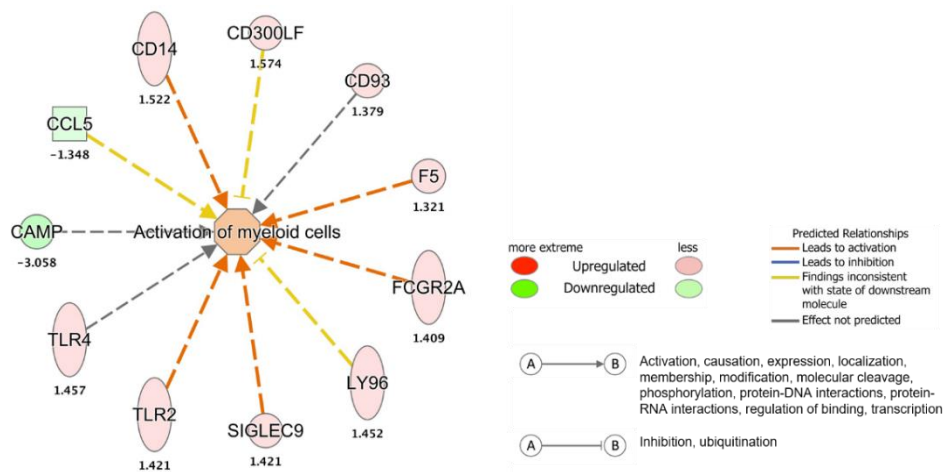 CD14
1.522
CD300LF
1.574
CD93
1.379
CCL5
-1.348
F5
1.321
CAMP
-3.058
Activation of myeloid cells
FCGR2A
1.409
TLR4
1.457
TLR2
1.421
SIGLEC9
1.421
LY96
1.452
more extreme
less
Upregulated
Downregulated
Predicted Relationships
Leads to activation
Leads to inhibition
Findings inconsistent
with state of downstream
molecule
Effect not predicted
A
B
Activation, causation, expression, localization,
membership, modification, molecular cleavage,
phosphorylation, protein-DNA interactions, protein-
RNA interactions, regulation of binding, transcription
A
B
Inhibition, ubiquitination